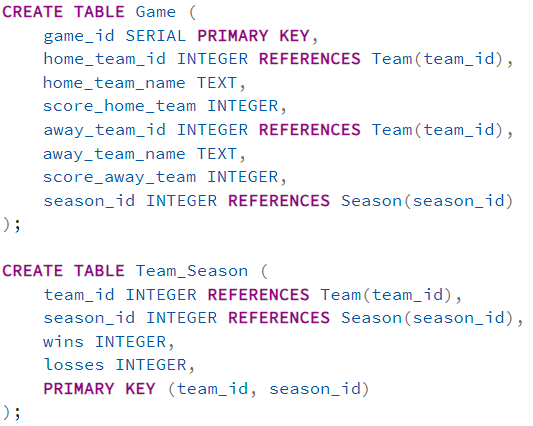 CREATE TABLE Game (
    game_id SERIAL PRIMARY KEY,
    home_team_id INTEGER REFERENCES Team(team_id),
    home_team_name TEXT,
    score_home_team INTEGER,
    away_team_id INTEGER REFERENCES Team(team_id),
    away_team_name TEXT,
    score_away_team INTEGER,
    season_id INTEGER REFERENCES Season(season_id)
);

CREATE TABLE Team_Season (
    team_id INTEGER REFERENCES Team(team_id),
    season_id INTEGER REFERENCES Season(season_id),
    wins INTEGER,
    losses INTEGER,
    PRIMARY KEY (team_id, season_id)
);